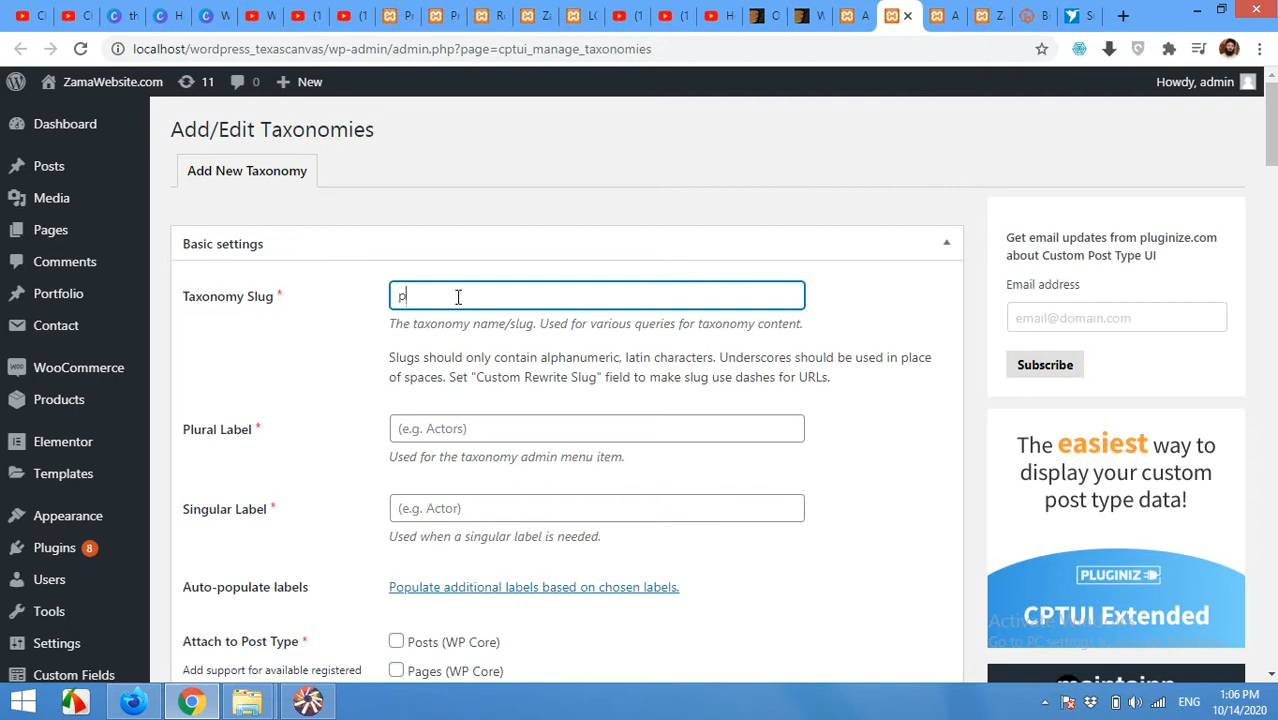 localhost/wordpress_texascanvas/wp-admin/admin.php?page=cptui_manage_taxonomies
ZamaWebsite.com 11 0 New Howdy, admin
Dashboard
Posts
Media
Pages
Comments
Portfolio
Contact
WooCommerce
Products
Elementor
Templates
Appearance
Plugins 8
Users
Tools
Settings
Custom Fields
Add/Edit Taxonomies
Add New Taxonomy
Basic settings
Taxonomy Slug *
p
The taxonomy name/slug. Used for various queries for taxonomy content.
Slugs should only contain alphanumeric, latin characters. Underscores should be used in place
of spaces. Set "Custom Rewrite Slug" field to make slug use dashes for URLs.
Plural Label *
(e.g. Actors)
Used for the taxonomy admin menu item.
Singular Label *
(e.g. Actor)
Used when a singular label is needed.
Auto-populate labels
Populate additional labels based on chosen labels.
Attach to Post Type *
Posts (WP Core)
Add support for available registered
Pages (WP Core)
Get email updates from pluginize.com
about Custom Post Type UI
Email address
email@domain.com
Subscribe
The easiest way to
display your custom
post type data!
PLUGINIZ
CPTUI Extended
ENG
1:06 PM
10/14/2020